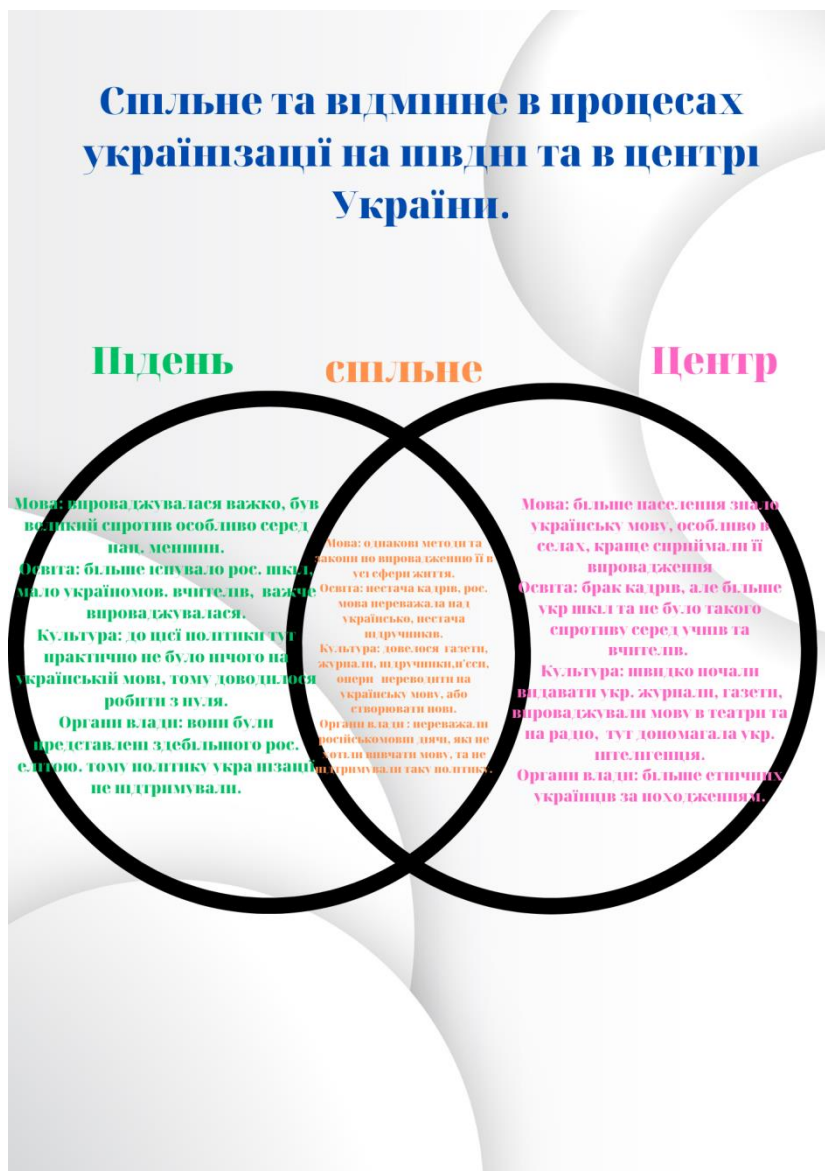 Спільне та відмінне в процесах
українізації на півдні та в центрі
України.
Підень
спільне
Центр
Мова: впроваджувалася важко, був
великий спротив особливо серед
нац. меншин.
Освіта: більше існувало рос. шкіл,
мало україномов. вчителів, важче
впроваджувалася.
Культура: до цієї політики тут
практично не було нічого на
українській мові, тому доводилося
робити з нуля.
Органи влади: вони були
представлені здебільшого рос.
елітою. тому політику українізації
не підтримували.
Мова: однакові методи та
закони по впровадженню її в
усі сфери життя.
Освіта: нестача кадрів, рос.
мова переважала над
українсько, нестача
підручників.
Культура: довелося газети,
журнали, підручники,п'єси,
опери переводити на
українську мову, або
створювати нові.
Органи влади : переважали
російськомовні діячі, які не
хотіли вивчати мову, та не
підтримували таку політику.
Мова: більше населення знало
українську мову, особливо в
селах, краще сприймали її
впровадження
Освіта: брак кадрів, але більше
укр шкіл та не було такого
спротиву серед учнів та
вчителів.
Культура: швидко почали
видавати укр. журнали, газети,
впроваджували мову в театри та
на радіо, тут допомагала укр.
інтелігенція.
Органи влади: більше етнічних
українців за походженням.